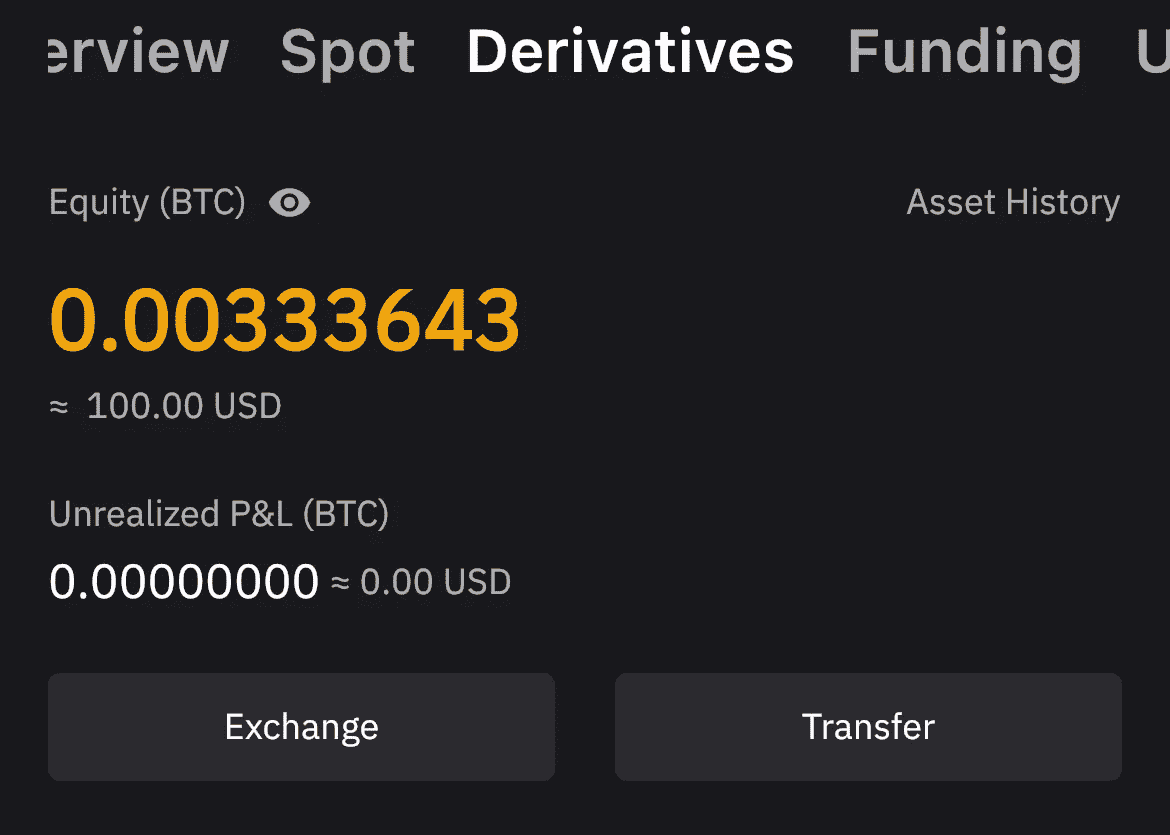 erview Spot Derivatives Funding U
Equity (BTC) Asset History
0.00333643
≈ 100.00 USD
Unrealized P&L (BTC)
0.00000000 ≈ 0.00 USD
Exchange Transfer